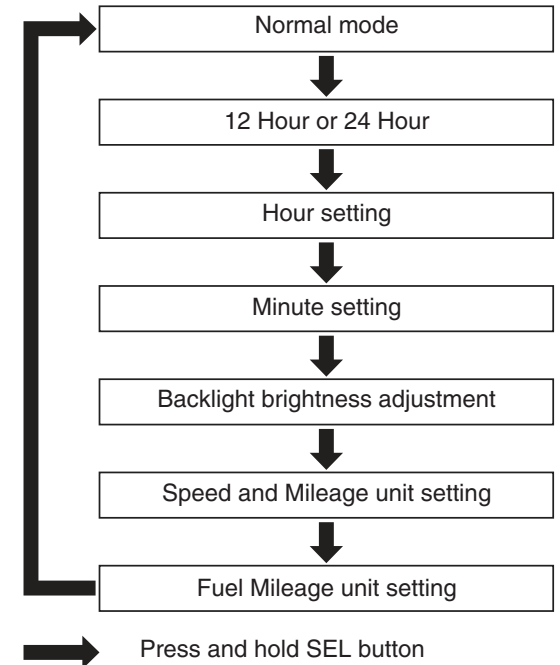 Normal mode
12 Hour or 24 Hour
Hour setting
Minute setting
Backlight brightness adjustment
Speed and Mileage unit setting
Fuel Mileage unit setting
Press and hold SEL button